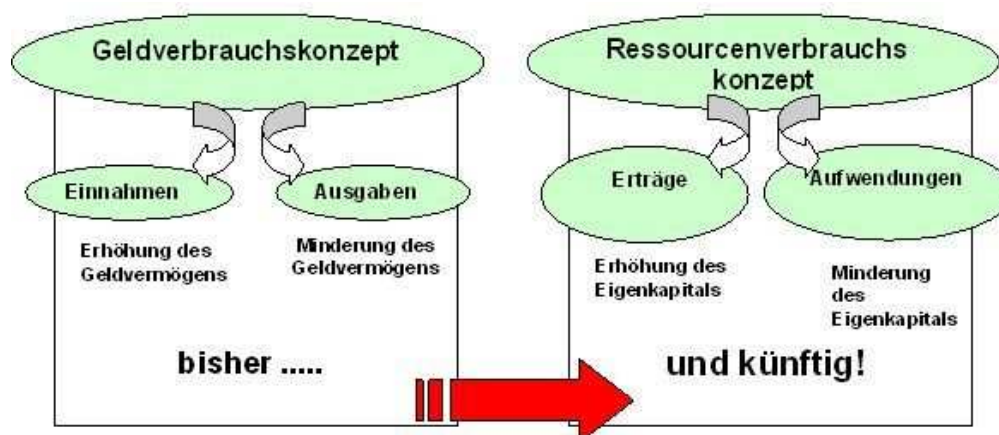 Geldverbrauchskonzept
Einnahmen
Ausgaben
Erhöhung des
Geldvermögens
Minderung des
Geldvermögens
bisher .....
Ressourcenverbrauchs
konzept
Erträge
Aufwendungen
Erhöhung des
Eigenkapitals
Minderung
des
Eigenkapitals
und künftig!